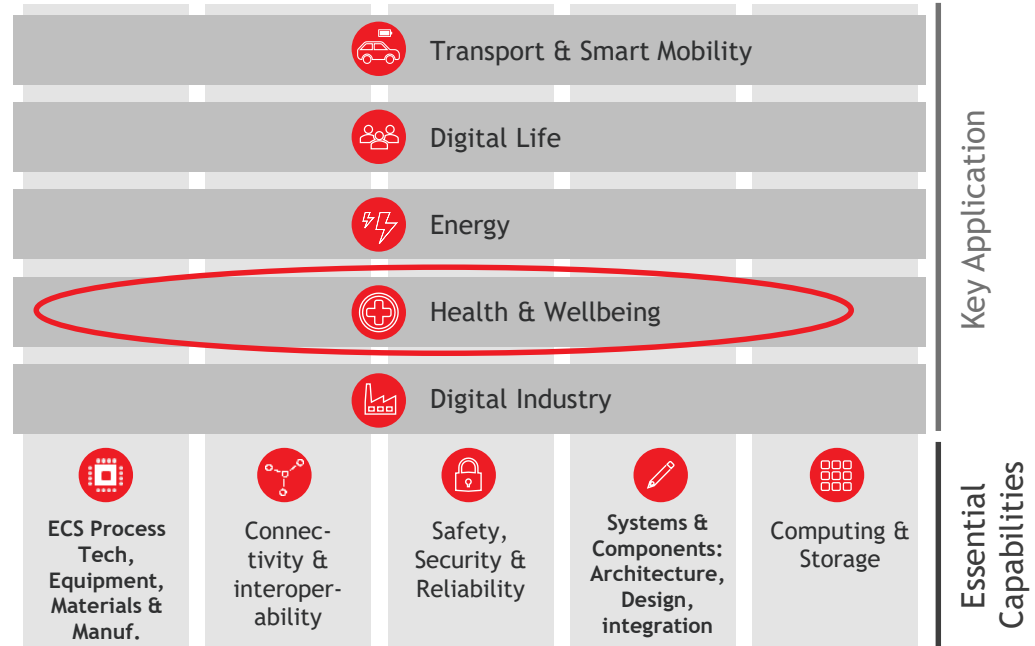 Transport & Smart Mobility
Digital Life
Energy
Health & Wellbeing
Digital Industry
Key Application
ECS Process
Tech,
Equipment,
Materials &
Manuf.
Connec-
tivity &
interoper-
ability
Safety,
Security &
Reliability
Systems &
Components:
Architecture,
Design,
integration
Computing &
Storage
Essential
Capabilities